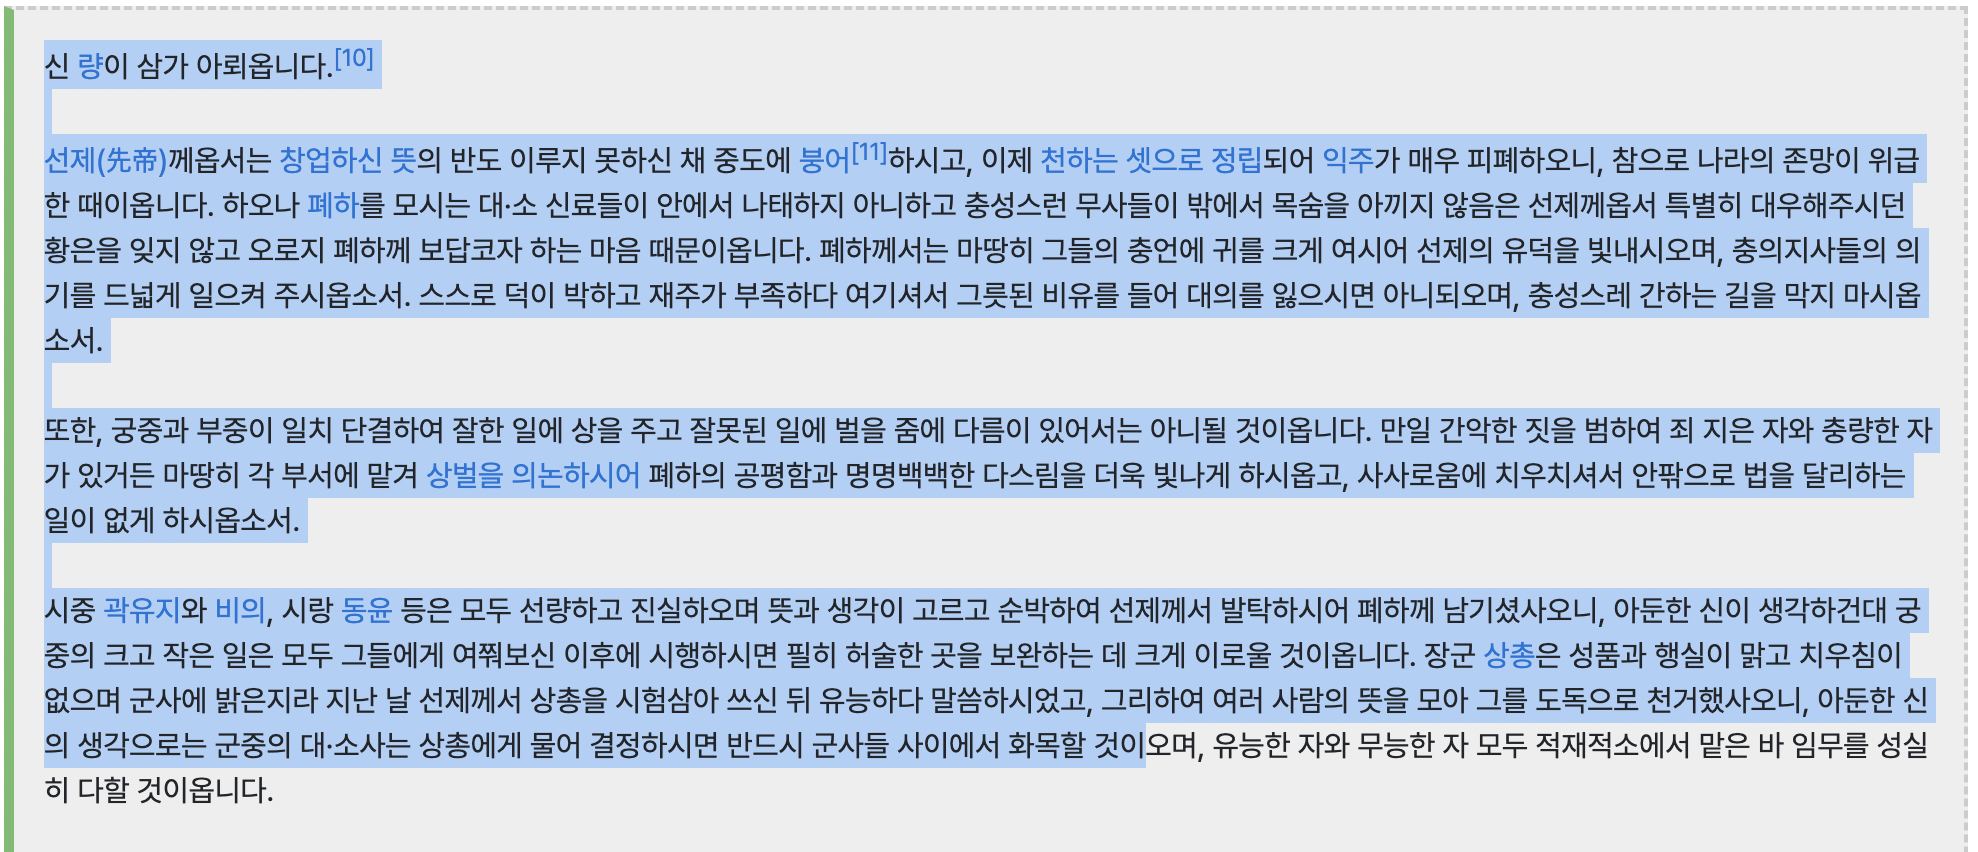 신 량이 삼가 아뢰옵니다.[10]
선제(先帝)께옵서는 창업하신 뜻의 반도 이루지 못하신 채 중도에 붕어[11]하시고, 이제 천하는 셋으로 정립되어 익주가 매우 피폐하오니, 참으로 나라의 존망이 위급
한 때이옵니다. 하오나 폐하를 모시는 대·소 신료들이 안에서 나태하지 아니하고 충성스런 무사들이 밖에서 목숨을 아끼지 않음은 선제께옵서 특별히 대우해주시던
황은을 잊지 않고 오로지 폐하께 보답코자 하는 마음 때문이옵니다. 폐하께서는 마땅히 그들의 충언에 귀를 크게 여시어 선제의 유덕을 빛내시오며, 충의지사들의 의
기를 드넓게 일으켜 주시옵소서. 스스로 덕이 박하고 재주가 부족하다 여기셔서 그릇된 비유를 들어 대의를 잃으시면 아니되오며, 충성스레 간하는 길을 막지 마시옵
소서.
또한, 궁중과 부중이 일치 단결하여 잘한 일에 상을 주고 잘못된 일에 벌을 줌에 다름이 있어서는 아니될 것이옵니다. 만일 간악한 짓을 범하여 죄 지은 자와 충량한 자
가 있거든 마땅히 각 부서에 맡겨 상벌을 의논하시어 폐하의 공평함과 명명백백한 다스림을 더욱 빛나게 하시옵고, 사사로움에 치우치셔서 안팎으로 법을 달리하는
일이 없게 하시옵소서.
시중 곽유지와 비의, 시랑 동윤 등은 모두 선량하고 진실하오며 뜻과 생각이 고르고 순박하여 선제께서 발탁하시어 폐하께 남기셨사오니, 아둔한 신이 생각하건대 궁
중의 크고 작은 일은 모두 그들에게 여쭤보신 이후에 시행하시면 필히 허술한 곳을 보완하는 데 크게 이로울 것이옵니다. 장군 상총은 성품과 행실이 맑고 치우침이
없으며 군사에 밝은지라 지난 날 선제께서 상총을 시험삼아 쓰신 뒤 유능하다 말씀하시었고, 그리하여 여러 사람의 뜻을 모아 그를 도독으로 천거했사오니, 아둔한 신
의 생각으로는 군중의 대·소사는 상총에게 물어 결정하시면 반드시 군사들 사이에서 화목할 것이오며, 유능한 자와 무능한 자 모두 적재적소에서 맡은 바 임무를 성실
히 다할 것이옵니다.